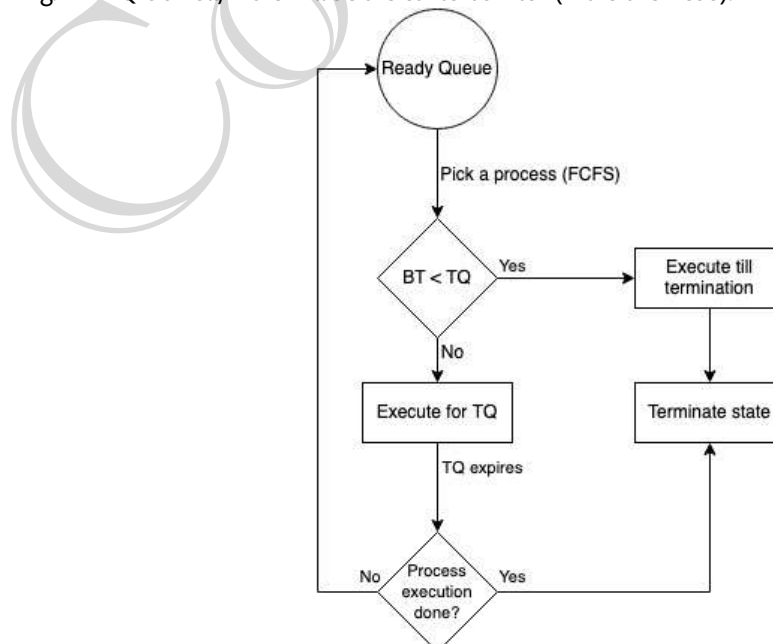 Ready Queue
Pick a process (FCFS)
BT < TQ
Yes
Execute till
termination
No
Execute for TQ
Terminate state
TQ expires
No
Process
execution
done?
Yes